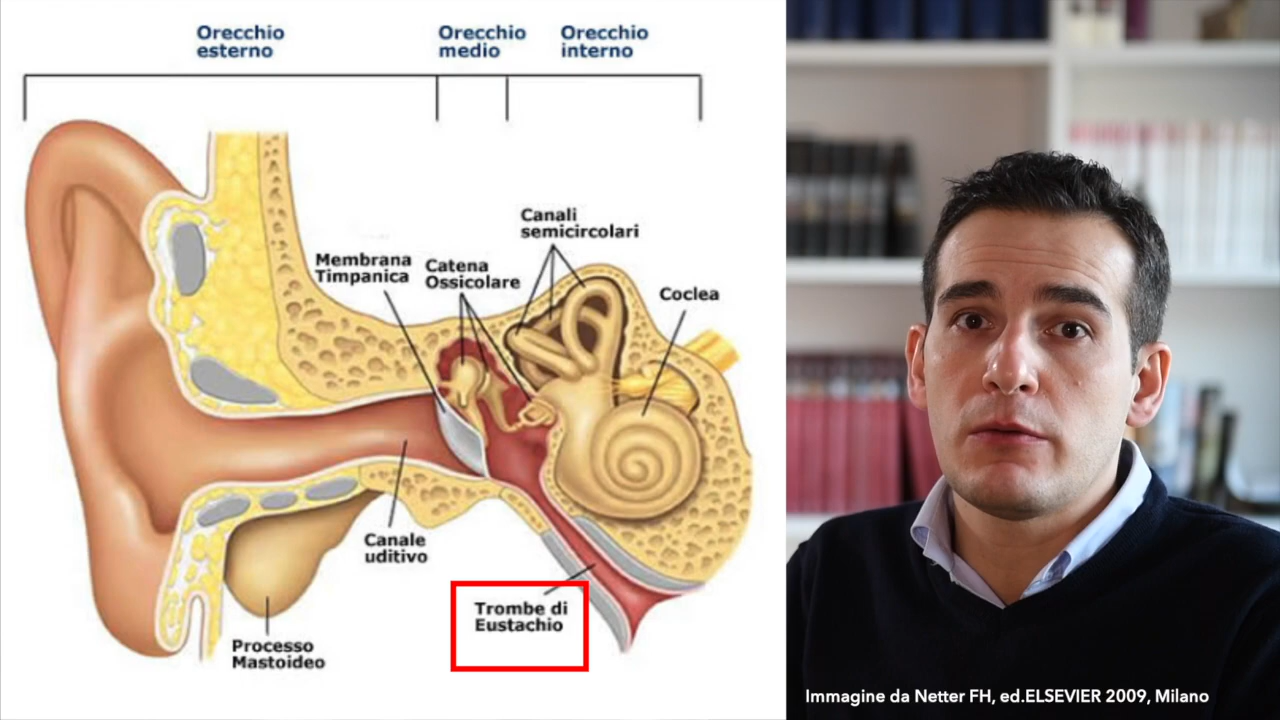 Orecchio
esterno
Orecchio
medio
Orecchio
interno
Canali
semicircolari
Membrana
Timpanica
Catena
Ossicolare
Coclea
Canale
uditivo
Trombe di
Eustachio
Processo
Mastoideo
Immagine da Netter FH, ed.ELSEVIER 2009, Milano